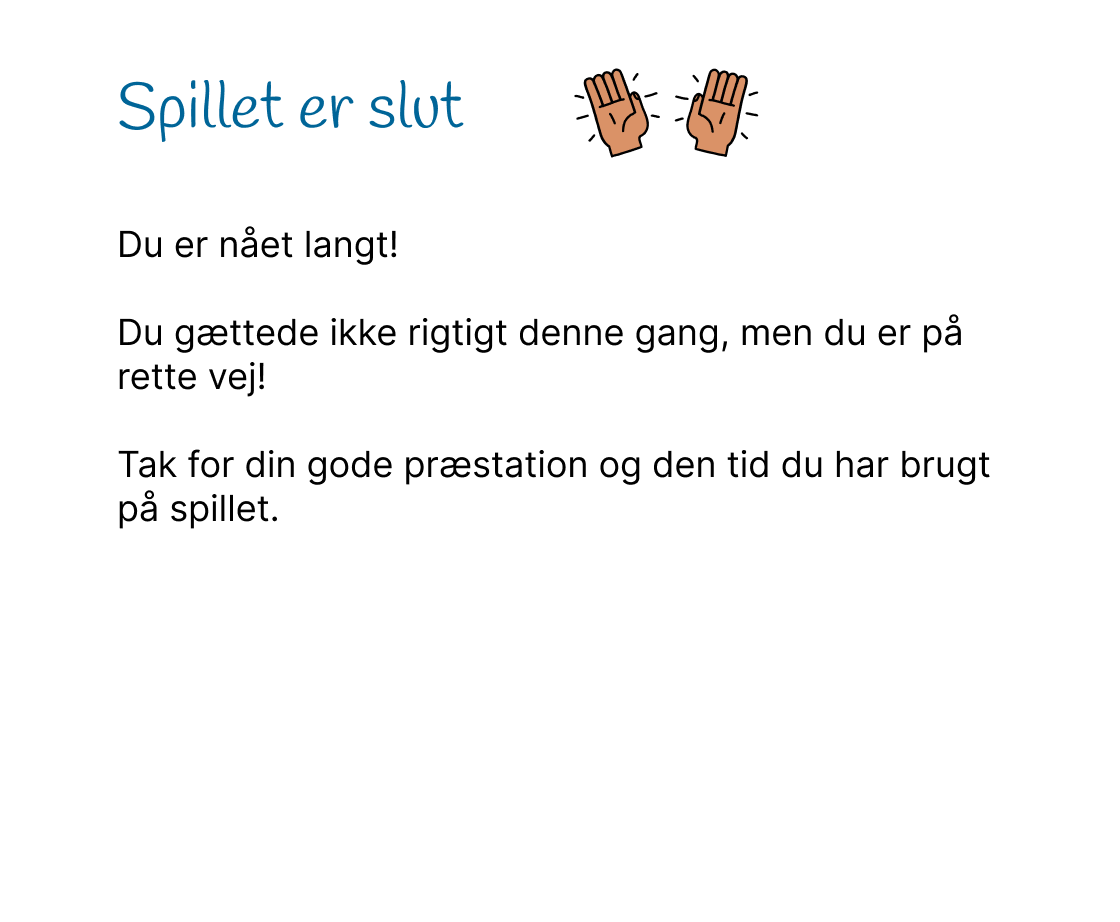 Spillet er slut
Du er nået langt!
Du gættede ikke rigtigt denne gang, men du er på
rette vej!
Tak for din gode præstation og den tid du har brugt
på spillet.